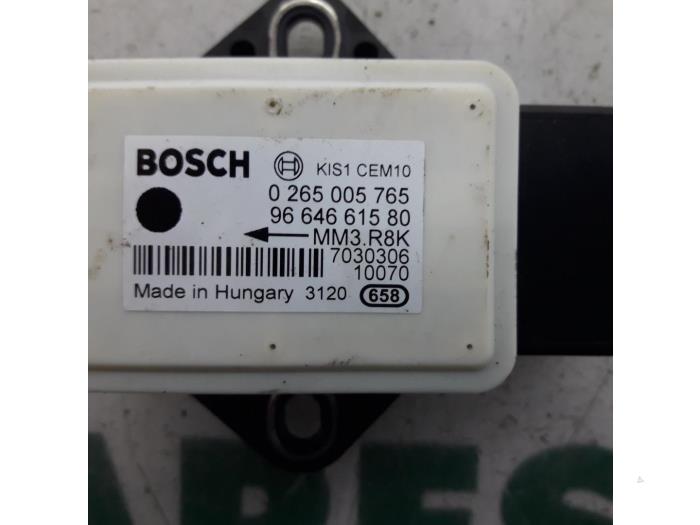 BOSCH KIS1 CEM10
0 265 005 765
96 646 615 80
MM3.R8K
7030306
10070
Made in Hungary 3120 658